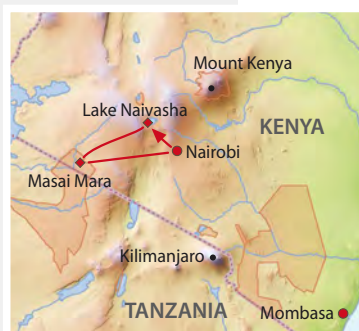 Mount Kenya
Lake Naivasha
KENYA
Nairobi
Masai Mara
Kilimanjaro
TANZANIA
Mombasa